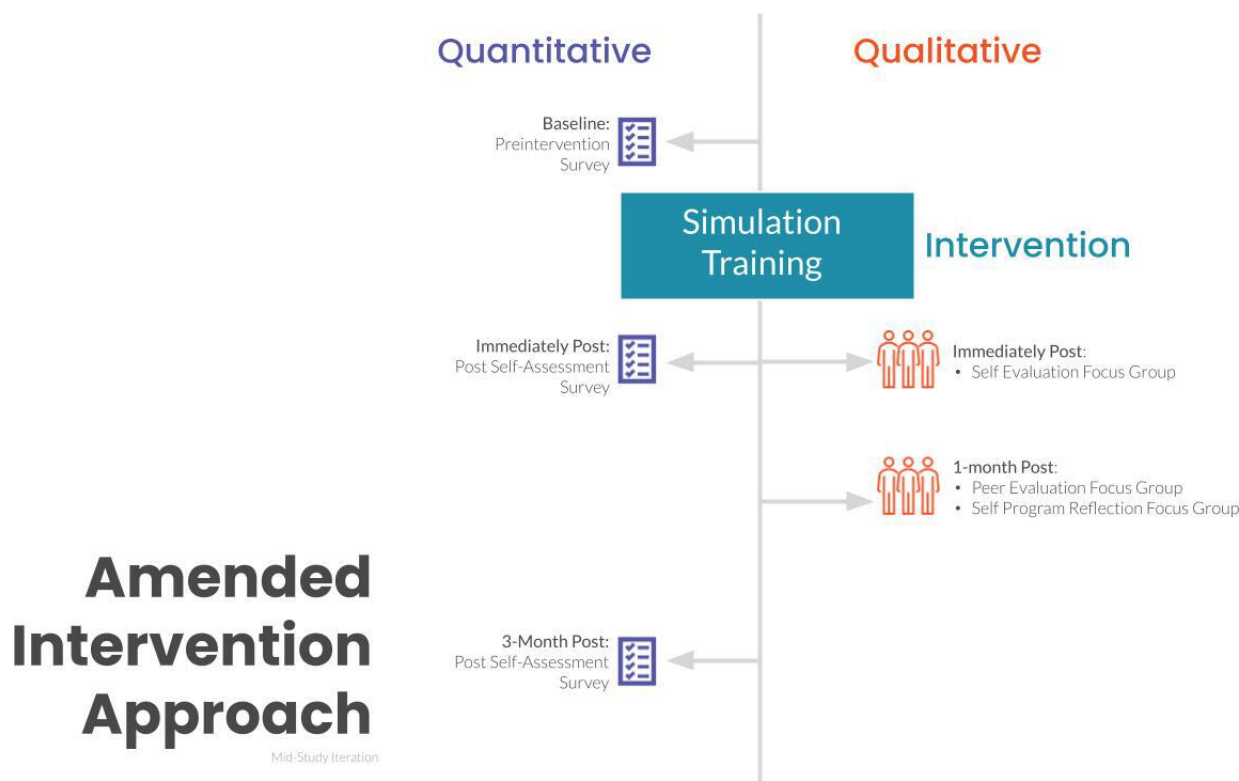 Quantitative
Qualitative
Baseline:
Preintervention
Survey
Simulation
Training
Intervention
Immediately Post:
Post Self-Assessment
Survey
Immediately Post:
• Self Evaluation Focus Group
1-month Post:
• Peer Evaluation Focus Group
• Self Program Reflection Focus Group
3-Month Post:
Post Self-Assessment
Survey
Amended
Intervention
Approach
Mid-Study Iteration